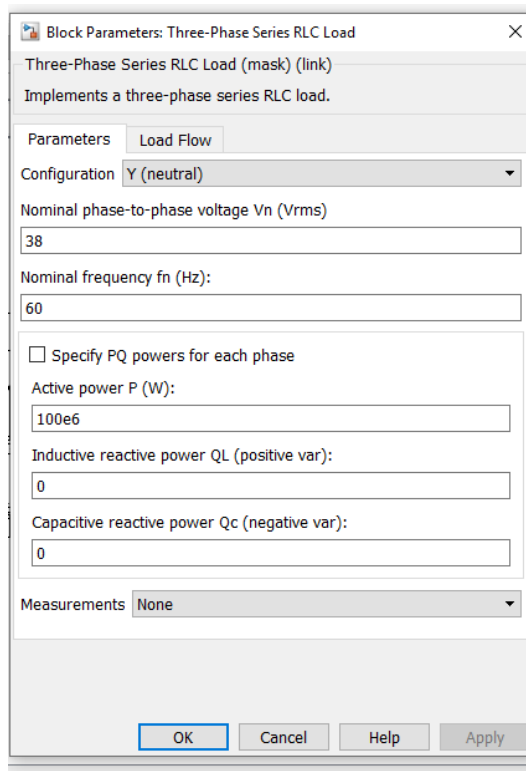 Block Parameters: Three-Phase Series RLC Load
Three-Phase Series RLC Load (mask) (link)
Implements a three-phase series RLC load.
Parameters
Load Flow
Configuration Y (neutral)
Nominal phase-to-phase voltage Vn (Vrms)
38
Nominal frequency fn (Hz):
60
Specify PQ powers for each phase
Active power P (W):
100e6
Inductive reactive power QL (positive var):
0
Capacitive reactive power Qc (negative var):
0
Measurements None
OK Cancel Help Apply